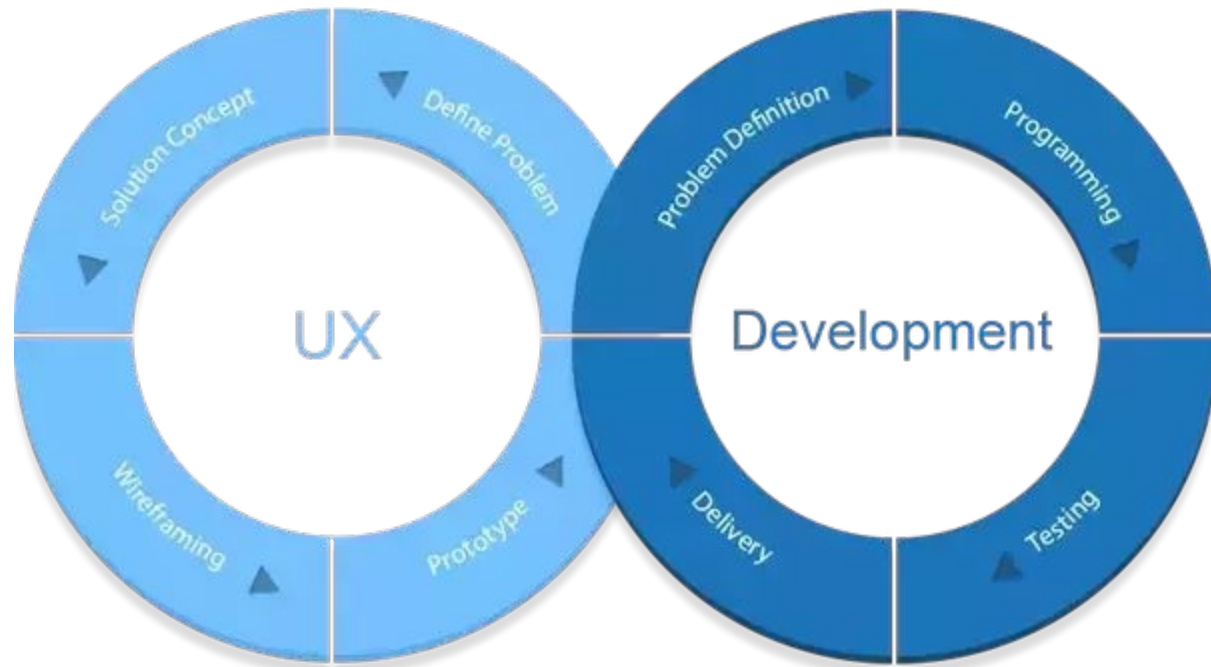 Solution Concept
Define Problem
Problem Definition
Programming
UX
Development
Wireframing
Prototype
Delivery
Testing